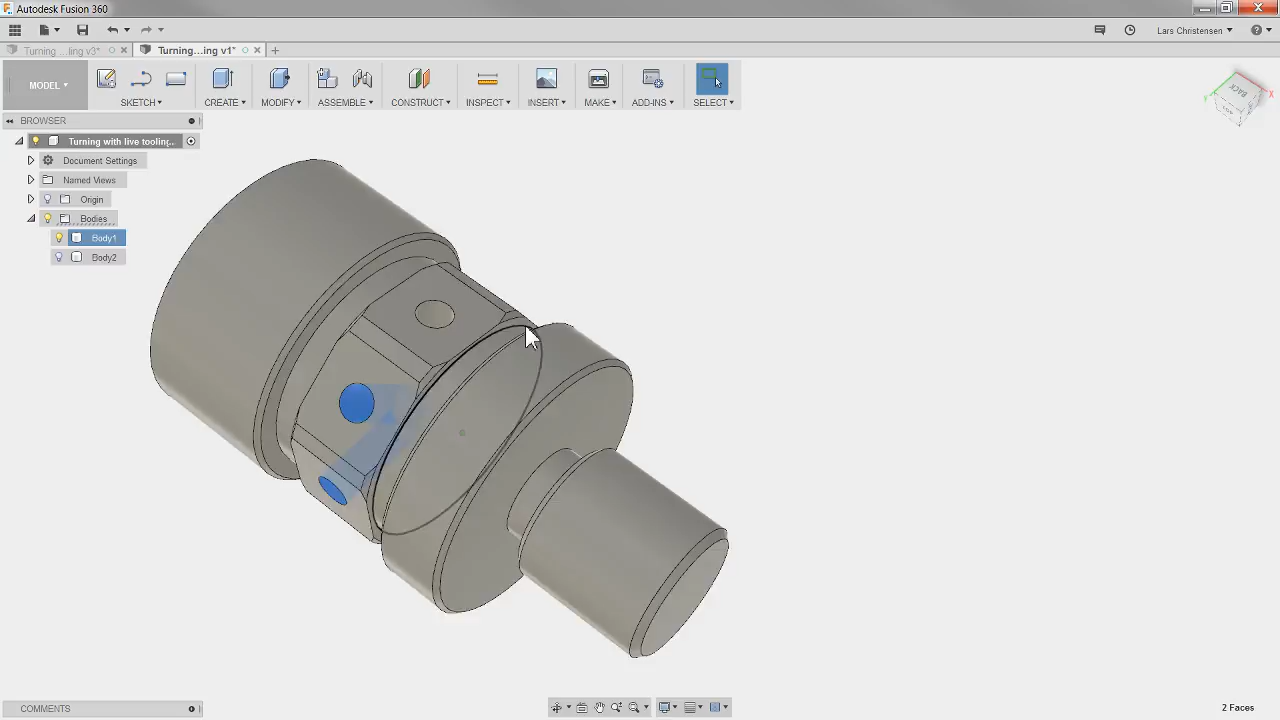 Autodesk Fusion 360
Lars Christensen
Turning ...ling v3*
Turning...ing v1*
MODEL
SKETCH
CREATE
MODIFY
ASSEMBLE
CONSTRUCT
INSPECT
INSERT
MAKE
ADD-INS
SELECT
BACK
X
BROWSER
Turning with live tooling...
Document Settings
Named Views
Origin
Bodies
Body1
Body2
COMMENTS
2 Faces